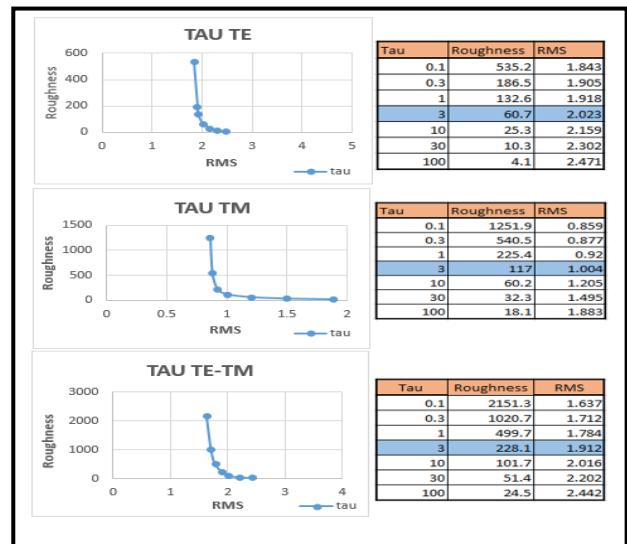 TAU TE
600
400
200
0
0 1 2 3 4 5
Roughness
RMS
tau
Tau Roughness RMS
0.1 535.2 1.843
0.3 186.5 1.905
1 132.6 1.918
3 60.7 2.023
10 25.3 2.159
30 10.3 2.302
100 4.1 2.471
TAU TM
1500
1000
500
0
0 0.5 1 1.5 2
Roughness
RMS
tau
Tau Roughness RMS
0.1 1251.9 0.859
0.3 540.5 0.877
1 225.4 0.92
3 117 1.004
10 60.2 1.205
30 32.3 1.495
100 18.1 1.883
TAU TE-TM
3000
2000
1000
0
0 1 2 3 4
Roughness
RMS
tau
Tau Roughness RMS
0.1 2151.3 1.637
0.3 1020.7 1.712
1 499.7 1.784
3 228.1 1.912
10 101.7 2.016
30 51.4 2.202
100 24.5 2.442